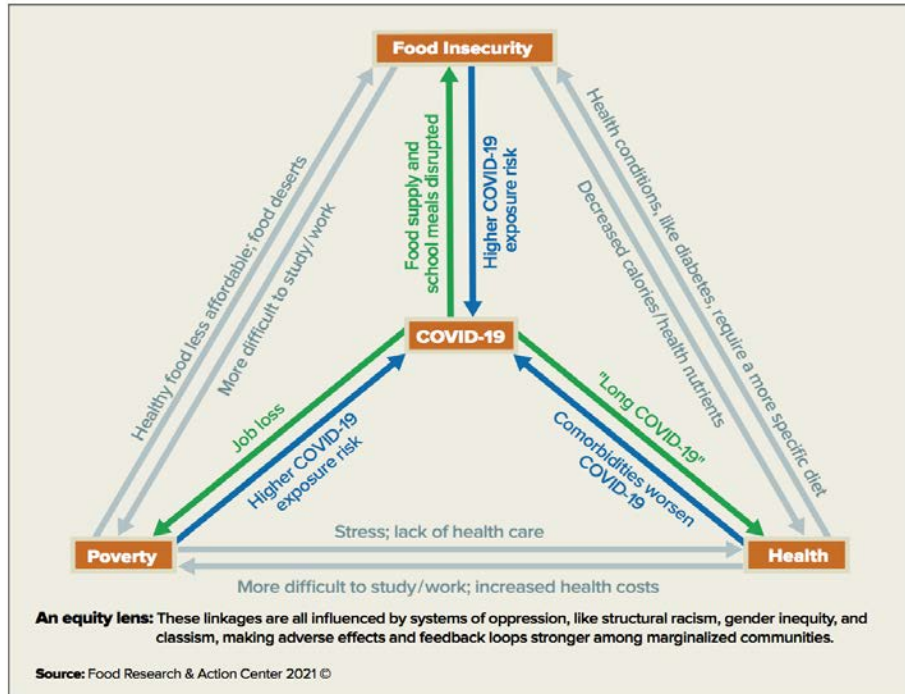 Food Insecurity
Healthy food less affordable; food deserts
More difficult to study/work
Food supply and
school meals disrupted
Higher COVID-19
exposure risk
Decreased calories/health nutrients
Health conditions, like diabetes, require a more specific diet
COVID-19
Job loss
Higher COVID-19
exposure risk
"Long COVID-19"
Comorbidities worsen
COVID-19
Poverty
Stress; lack of health care
Health
More difficult to study/work; increased health costs
An equity lens: These linkages are all influenced by systems of oppression, like structural racism, gender inequity, and
classism, making adverse effects and feedback loops stronger among marginalized communities.
Source: Food Research & Action Center 2021 ©